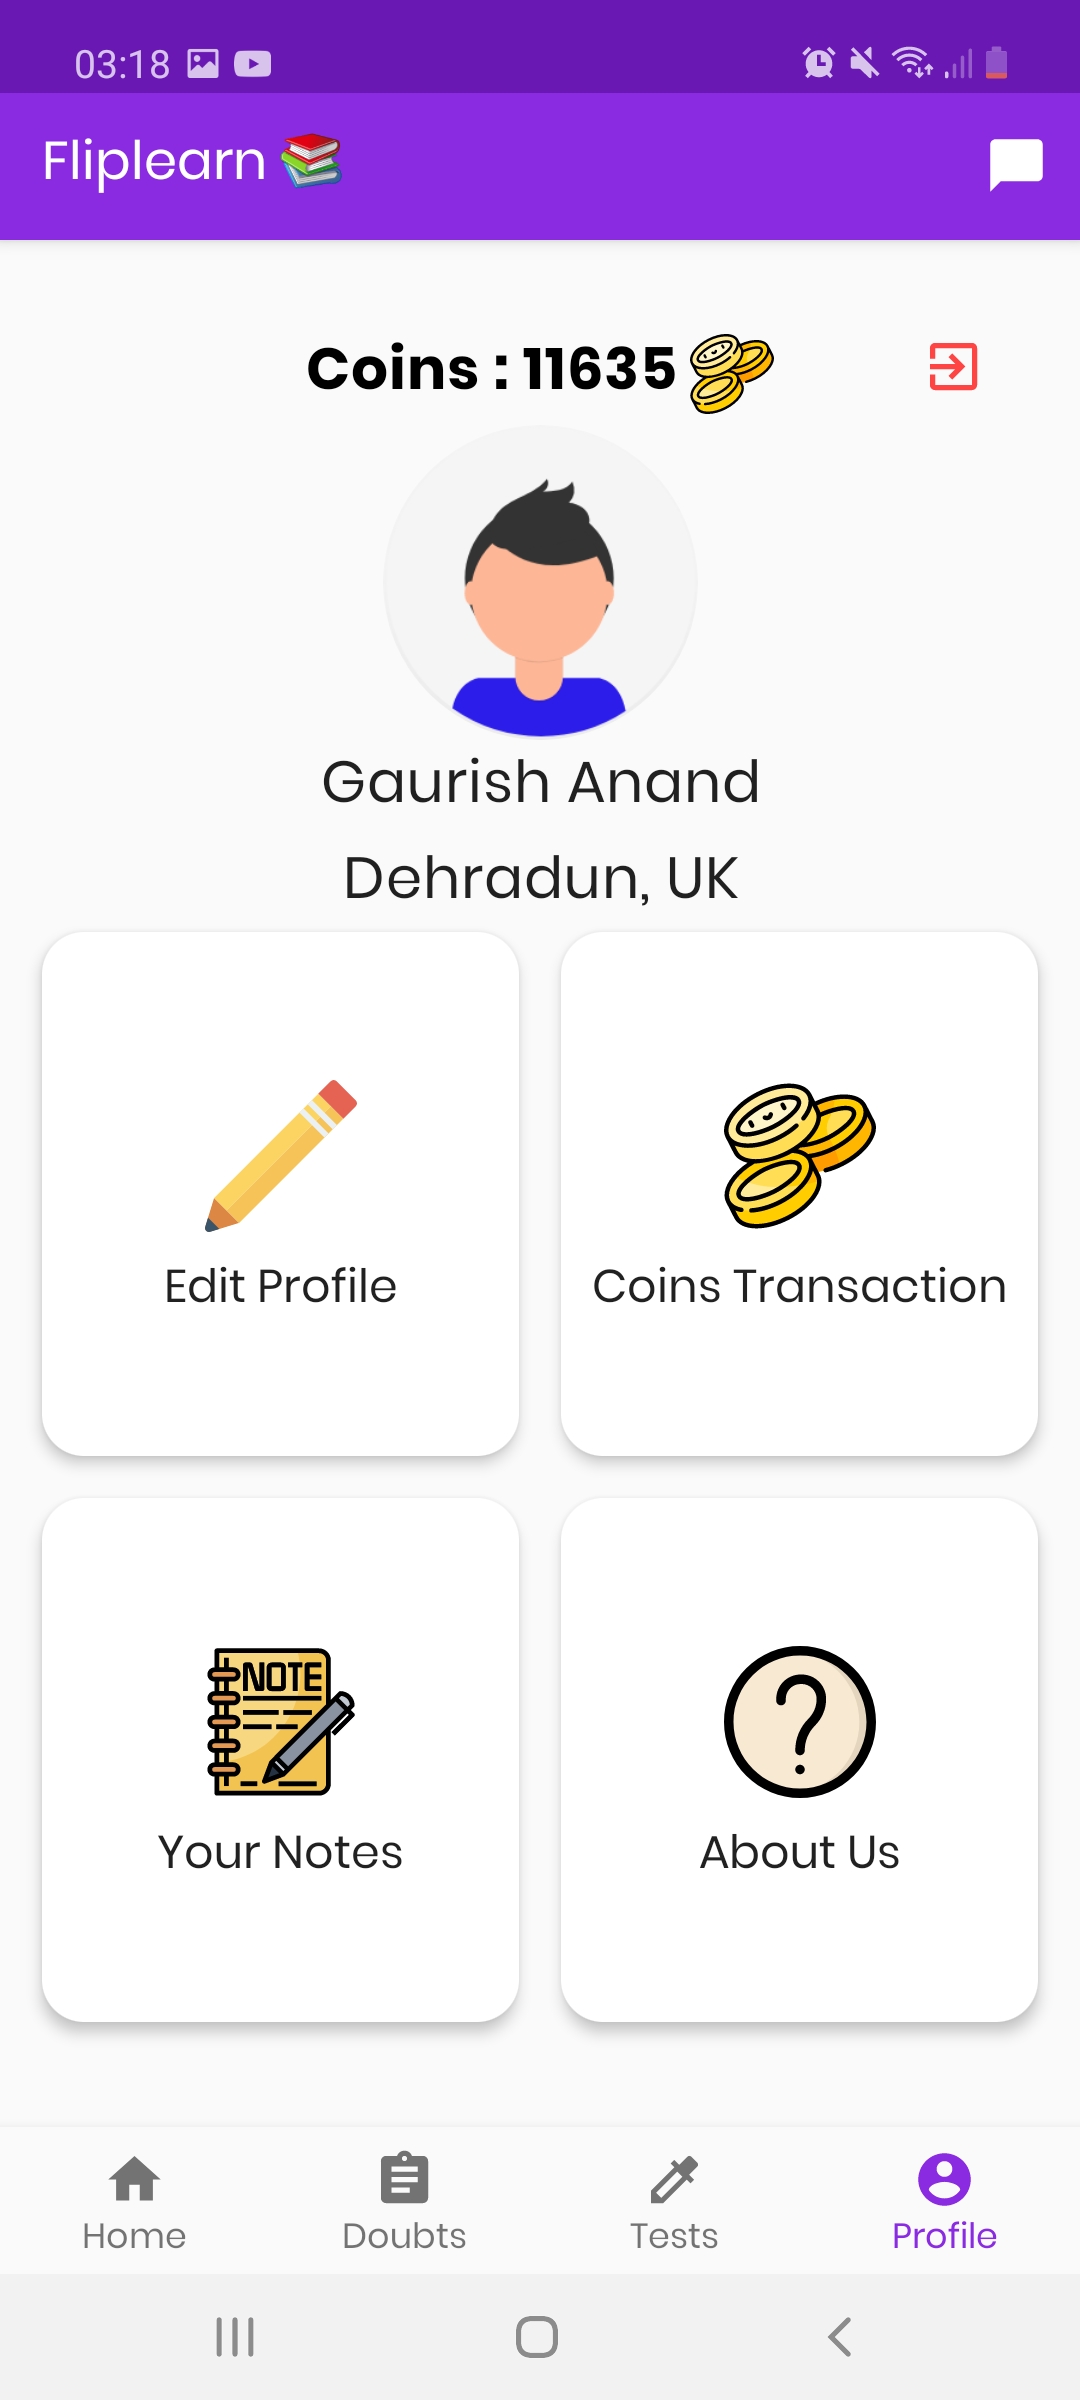 03:18
Fliplearn
Coins : 11635
Gaurish Anand
Dehradun, UK
Edit Profile
Coins Transaction
NOTE
Your Notes
?
About Us
Home
Doubts
Tests
Profile